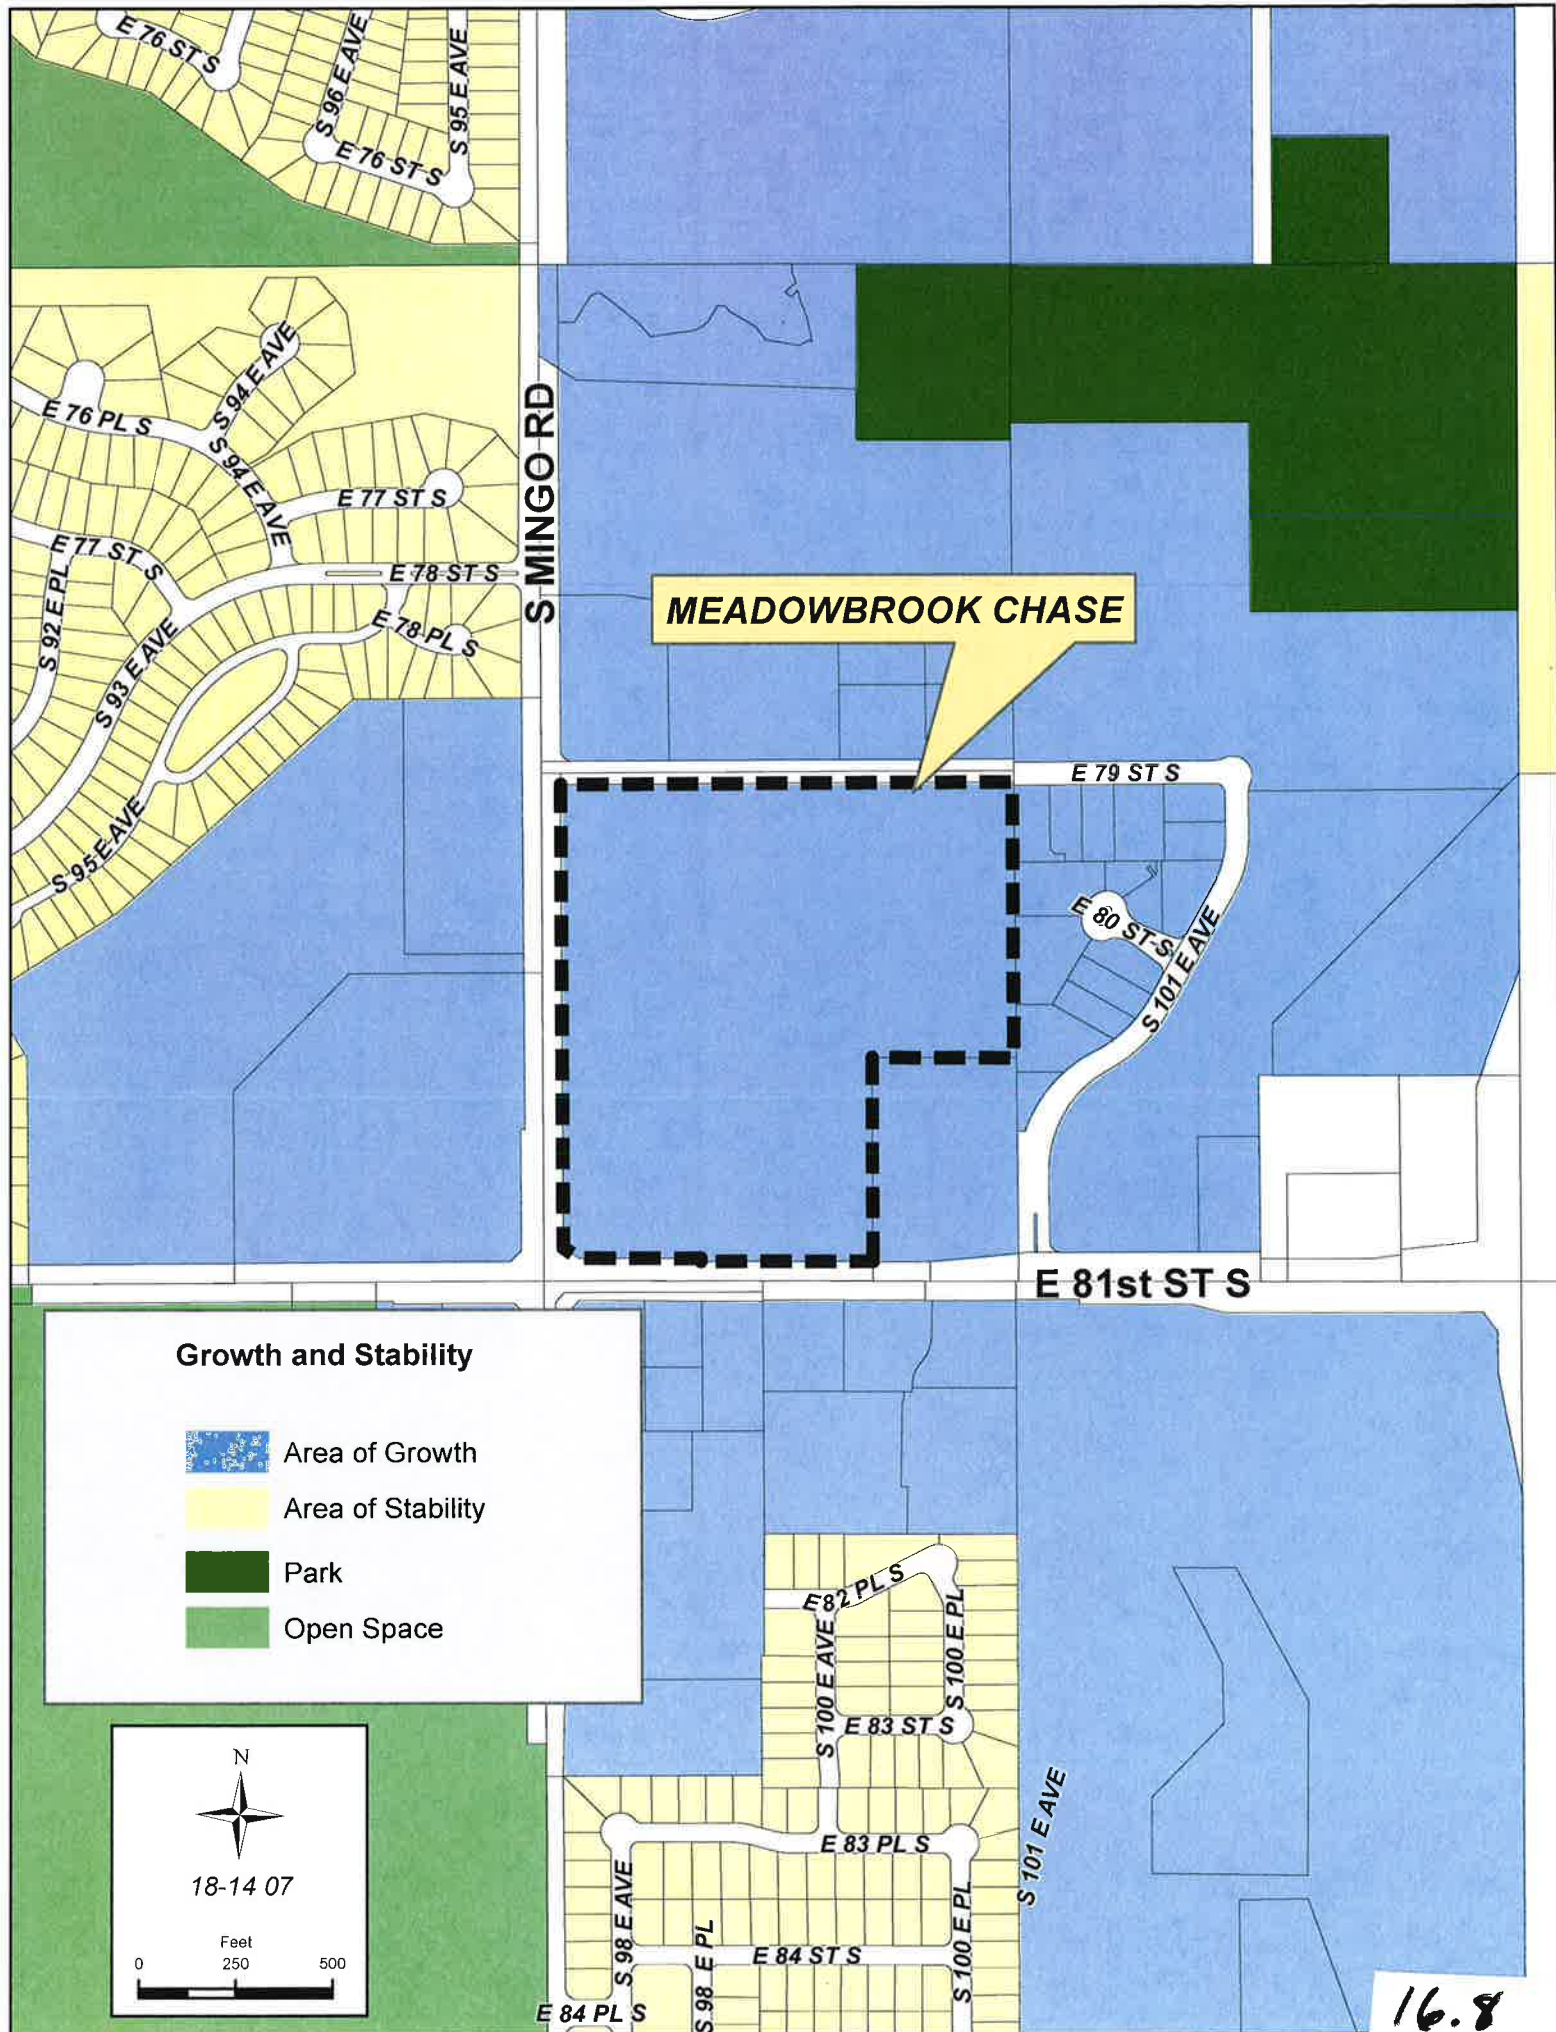 E 76 ST S
S 96 E AVE
S 95 E AVE
E 76 ST S
S 94 E AVE
E 76 PL S
S 94 E AVE
E 77 ST S
S MINGO RD
E 77 ST S
E 78 ST S
S 92 E PL
E 78 PL S
S 93 E AVE
MEADOWBROOK CHASE
E 79 ST S
S 95 E AVE
E 80 ST S
S 101 E AVE
E 81st ST S
Growth and Stability
Area of Growth
Area of Stability
Park
Open Space
E 82 PL S
S 100 E AVE
S 100 E PL
E 83 ST S
S 101 E AVE
E 83 PL S
S 98 E AVE
S 98 E PL
E 84 ST S
S 100 E PL
E 84 PL S
N
18-14 07
Feet
0 250 500
16.8